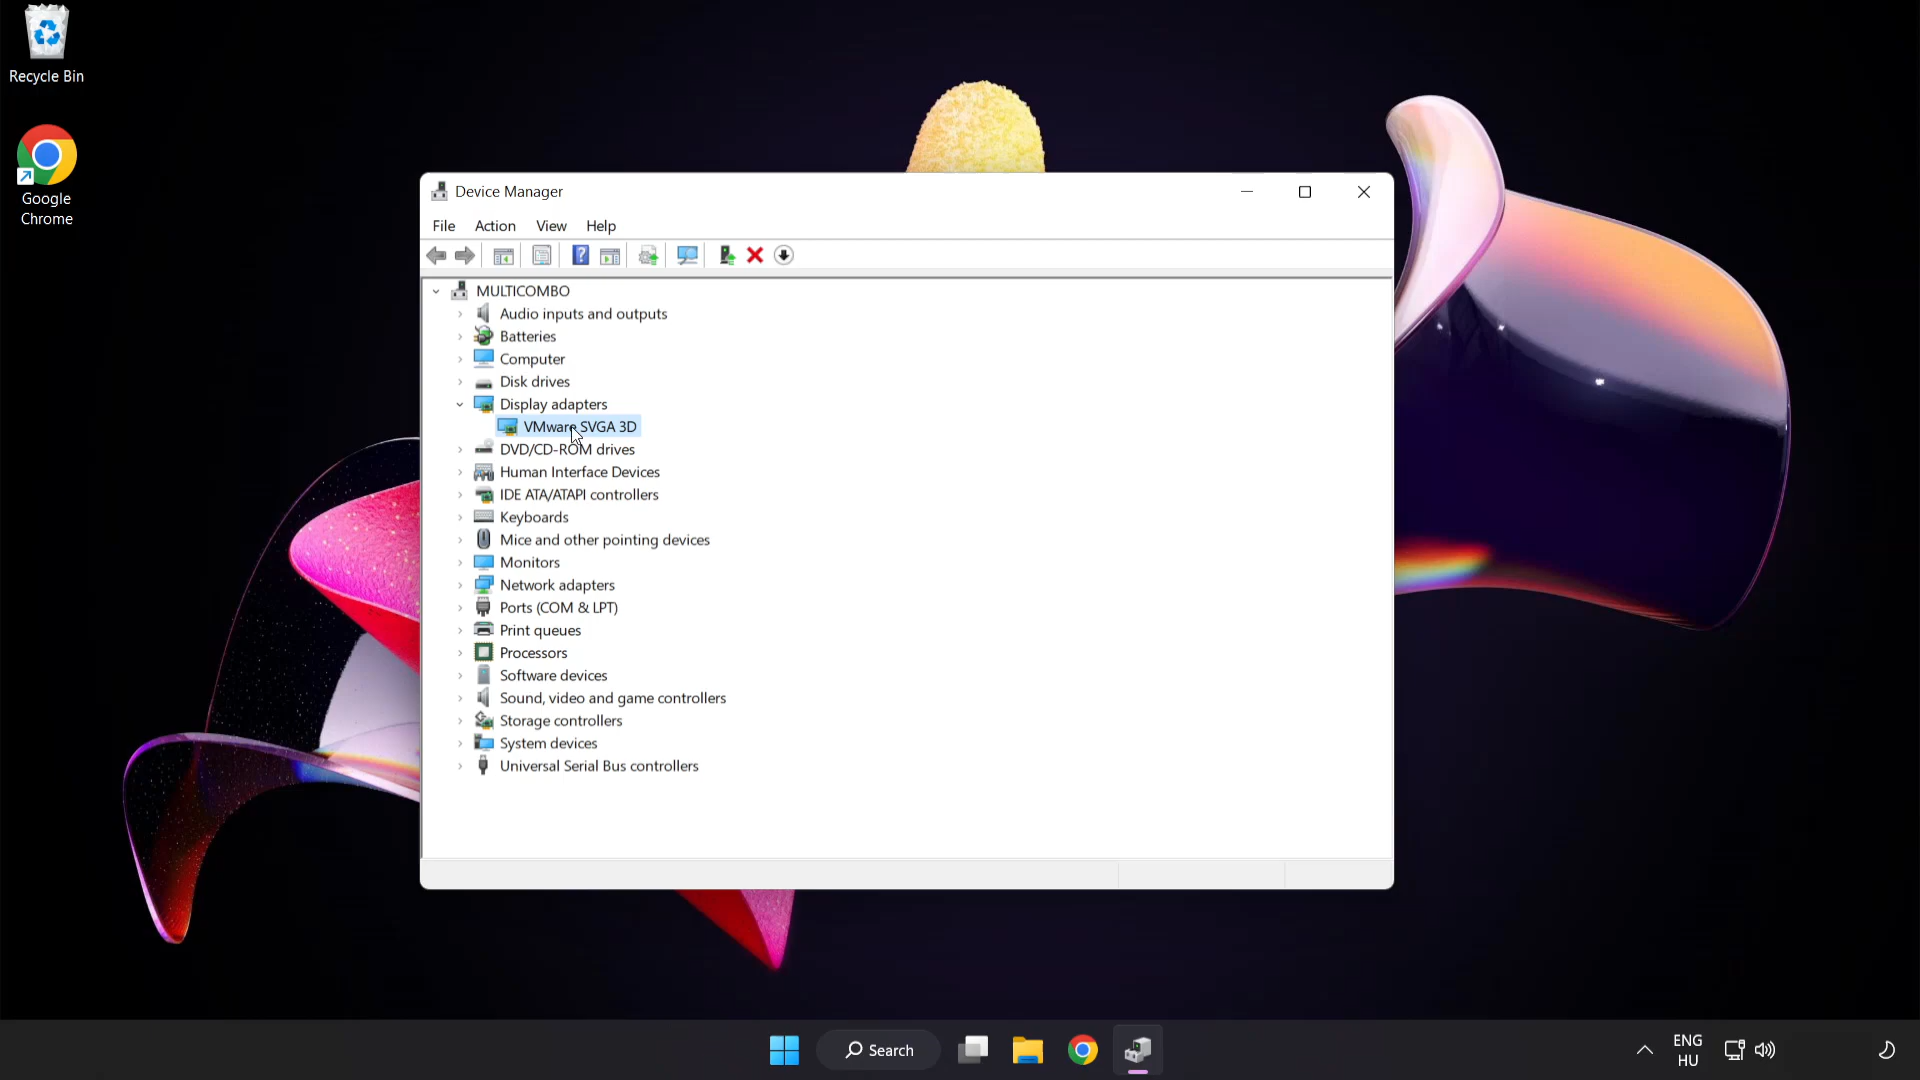 Recycle Bin
Google
Chrome
Device Manager
File Action View Help
MULTICOMBO
Audio inputs and outputs
Batteries
Computer
Disk drives
Display adapters
VMware SVGA 3D
DVD/CD-ROM drives
Human Interface Devices
IDE ATA/ATAPI controllers
Keyboards
Mice and other pointing devices
Monitors
Network adapters
Ports (COM & LPT)
Print queues
Processors
Software devices
Sound, video and game controllers
Storage controllers
System devices
Universal Serial Bus controllers
Search
ENG
HU